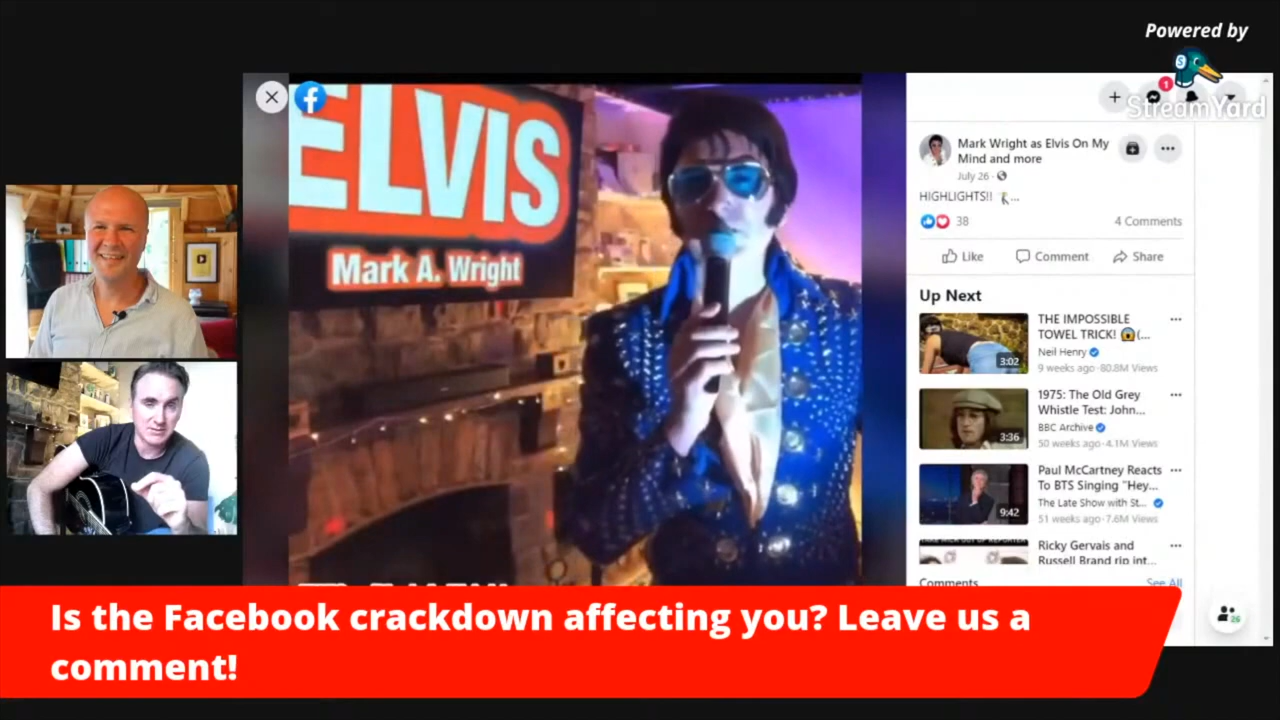 Powered by
StreamYard
1
ELVIS
Mark A. Wright
Mark Wright as Elvis On My
Mind and more
July 26
HIGHLIGHTS!! ...
38
4 Comments
Like
Comment
Share
Up Next
THE IMPOSSIBLE
TOWEL TRICK! 😱(...
Neil Henry
9 weeks ago · 80.8M Views
3:02
1975: The Old Grey
Whistle Test: John...
BBC Archive
50 weeks ago · 4.1M Views
3:36
Paul McCartney Reacts
To BTS Singing "Hey...
The Late Show with St...
51 weeks ago · 7.6M Views
9:42
Ricky Gervais and
Russell Brand rip int...
Comments
See All
26
Is the Facebook crackdown affecting you? Leave us a
comment!